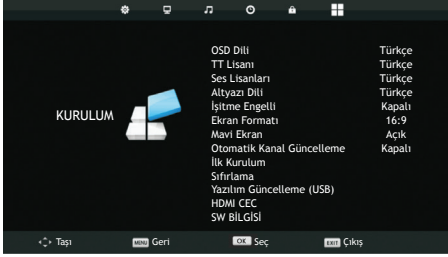 KURULUM
OSD Dili Türkçe
TT Lisanı Türkçe
Ses Lisanları Türkçe
Altyazı Dili Türkçe
İşitme Engelli Kapalı
Ekran Formatı 16:9
Mavi Ekran Açık
Otomatik Kanal Güncelleme Kapalı
İlk Kurulum
Sıfırlama
Yazılım Güncelleme (USB)
HDMI CEC
SW BİLGİSİ
Taşı MENU Geri OK Seç EXIT Çıkış